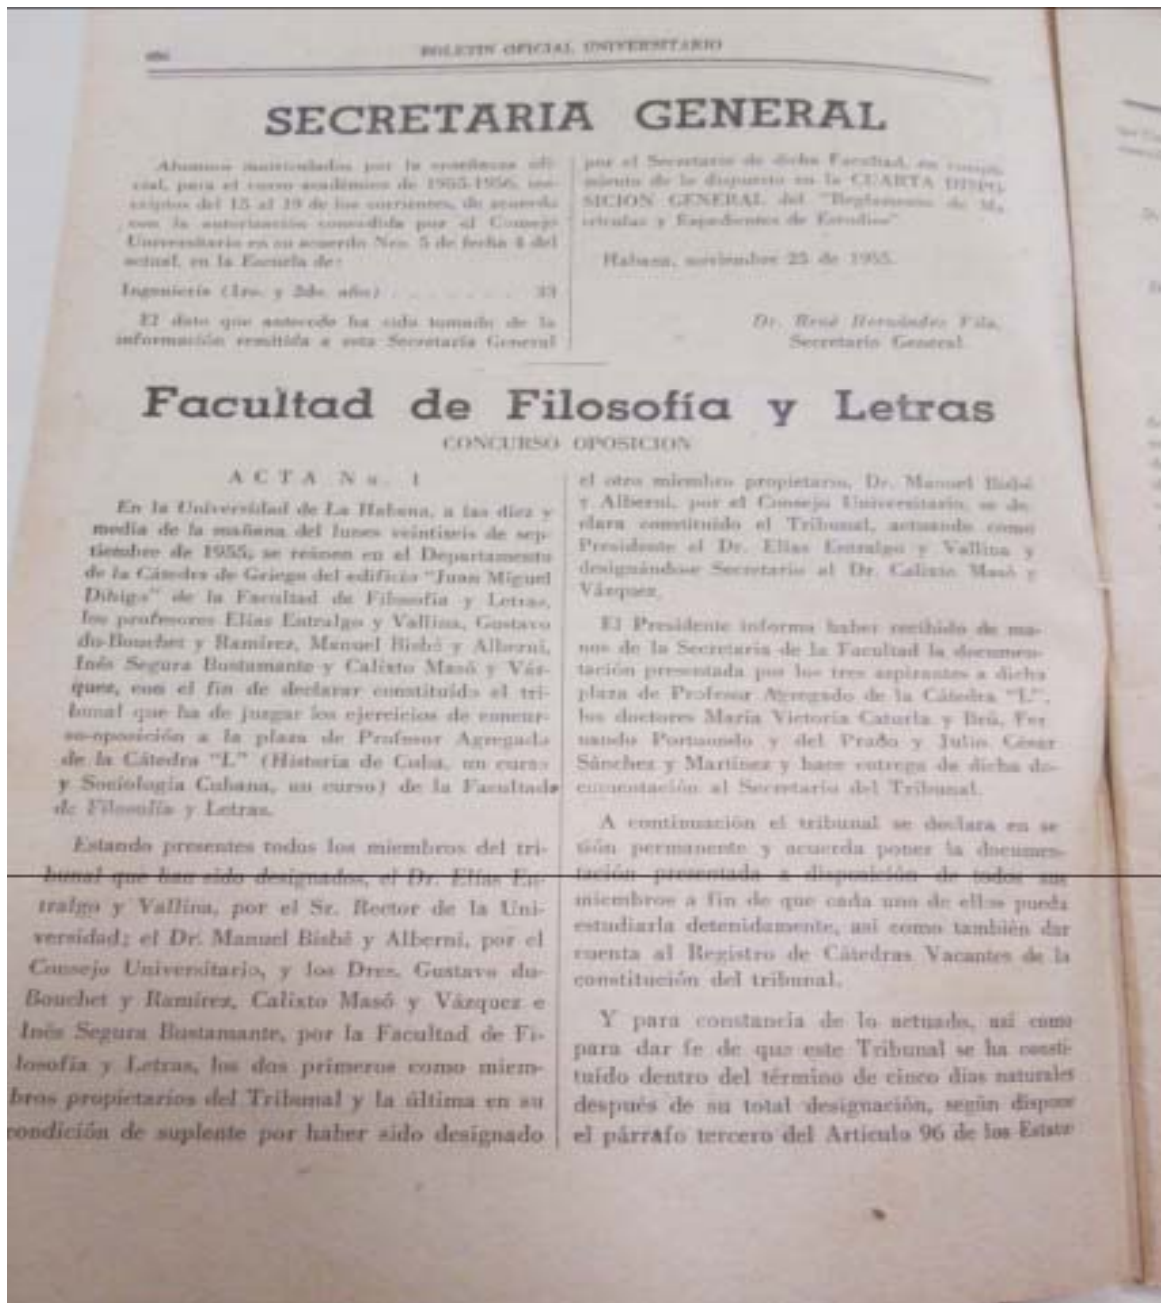 BOLETIN OFICIAL UNIVERSITARIO
SECRETARIA GENERAL
Alumnos matriculados por la enseñanza ofi-
cial, para el curso académico de 1955-1956, ins-
criptos del 15 al 19 de los corrientes, de acuerdo
con la autorización concedida por el Consejo
Universitario en su acuerdo Nro. 5 de fecha 4 del
actual, en la Escuela de:
Ingeniería (1ro. y 2do. año) . . . . . . . 33
El dato que antecede ha sido tomado de la
información remitida a esta Secretaría General
por el Secretario de dicha Facultad, en cumpli-
miento de lo dispuesto en la CUARTA DISPO-
SICION GENERAL del "Reglamento de Ma-
trículas y Expedientes de Estudios".
Habana, noviembre 25 de 1955.
Dr. René Hernández Vila,
Secretario General
Facultad de Filosofía y Letras
CONCURSO OPOSICION
ACTA No. 1
En la Universidad de La Habana, a las diez y
media de la mañana del lunes veintiseis de sep-
tiembre de 1955, se reúnen en el Departamento
de la Cátedra de Griego del edificio "Juan Miguel
Dihigo" de la Facultad de Filosofía y Letras,
los profesores Elías Entralgo y Vallina, Gustavo
du-Bouchet y Ramírez, Manuel Bisbé y Alberni,
Inés Segura Bustamante y Calixto Masó y Váz-
quez, con el fin de declarar constituído el tri-
bunal que ha de juzgar los ejercicios de concur-
so-oposición a la plaza de Profesor Agregado
de la Cátedra "L" (Historia de Cuba, un curso
y Sociología Cubana, un curso) de la Facultad
de Filosofía y Letras.
Estando presentes todos los miembros del tri-
bunal que han sido designados, el Dr. Elías En-
tralgo y Vallina, por el Sr. Rector de la Uni-
versidad; el Dr. Manuel Bisbé y Alberni, por el
Consejo Universitario, y los Dres. Gustavo du-
Bouchet y Ramírez, Calixto Masó y Vázquez e
Inés Segura Bustamante, por la Facultad de Fi-
losofía y Letras, los dos primeros como miem-
bros propietarios del Tribunal y la última en su
condición de suplente por haber sido designado
el otro miembro propietario, Dr. Manuel Bisbé
y Alberni, por el Consejo Universitario, se de-
clara constituído el Tribunal, actuando como
Presidente el Dr. Elías Entralgo y Vallina y
designándose Secretario al Dr. Calixto Masó y
Vázquez.
El Presidente informa haber recibido de ma-
nos de la Secretaría de la Facultad la documen-
tación presentada por los tres aspirantes a dicha
plaza de Profesor Agregado de la Cátedra "L",
los doctores María Victoria Caturla y Brú, Fer
nando Portuondo y del Prado y Julio César
Sánchez y Martínez y hace entrega de dicha do-
cumentación al Secretario del Tribunal.
A continuación el tribunal se declara en se
sión permanente y acuerda poner la documen-
tación presentada a disposición de todos sus
miembros a fin de que cada uno de ellos pueda
estudiarla detenidamente, así como también dar
cuenta al Registro de Cátedras Vacantes de la
constitución del tribunal.
Y para constancia de lo actuado, así como
para dar fe de que este Tribunal se ha consti-
tuído dentro del término de cinco días naturales
después de su total designación, según dispone
el párrafo tercero del Artículo 96 de los Estatu-